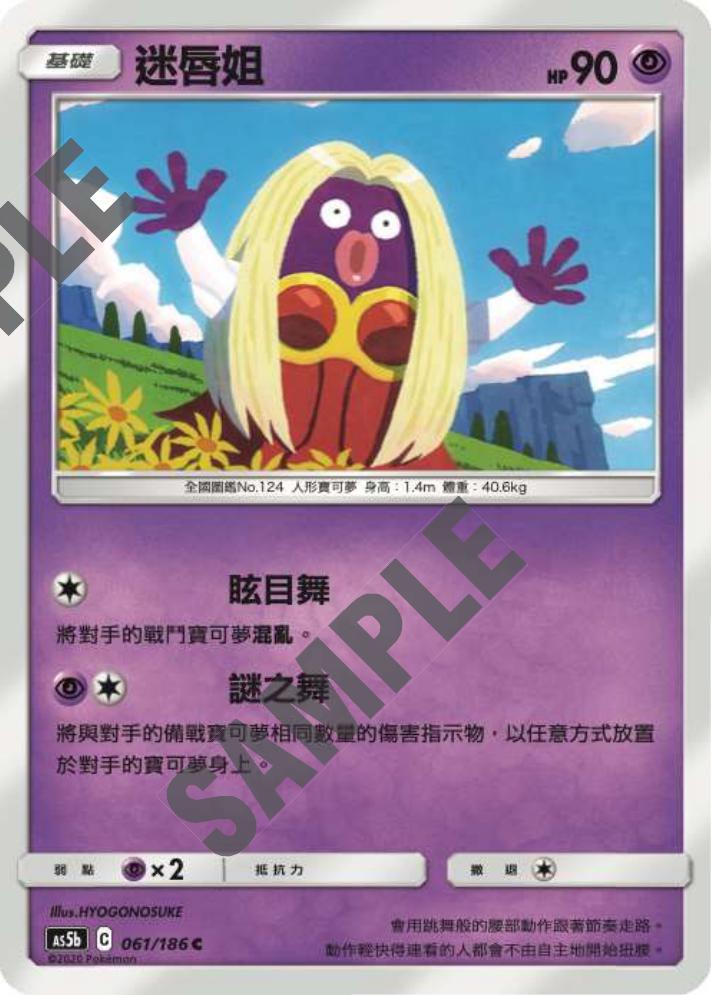 基礎 迷唇姐 HP 90
全國圖鑑No.124 人形寶可夢 身高：1.4m 體重：40.6kg
眩目舞
將對手的戰鬥寶可夢混亂。
謎之舞
將與對手的備戰寶可夢相同數量的傷害指示物，以任意方式放置
於對手的寶可夢身上。
弱點 ×2 抵抗力 撤退
Illus.HYOGONOSUKE
AS5b C 061/186 C
©2020 Pokémon
會用跳舞般的腰部動作跟著節奏走路。
動作輕快得連看的人都會不由自主地開始扭腰。
PLE
SAMPLE